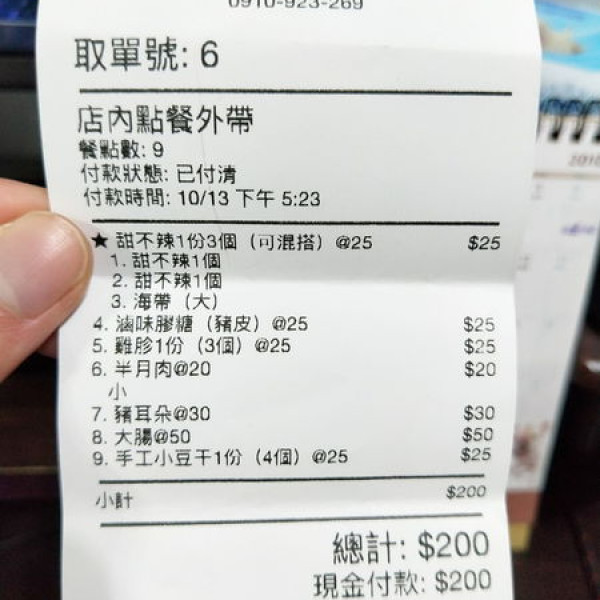 0910-923-269
取單號: 6
店內點餐外帶
餐點數: 9
付款狀態: 已付清
付款時間: 10/13 下午 5:23
★ 甜不辣1份3個（可混搭）@25 $25
1. 甜不辣1個
2. 甜不辣1個
3. 海帶（大）
4. 滷味膠糖（豬皮）@25 $25
5. 雞胗1份（3個）@25 $25
6. 半月肉@20 $20
小
7. 豬耳朵@30 $30
8. 大腸@50 $50
9. 手工小豆干1份（4個）@25 $25
小計 $200
總計: $200
現金付款: $200